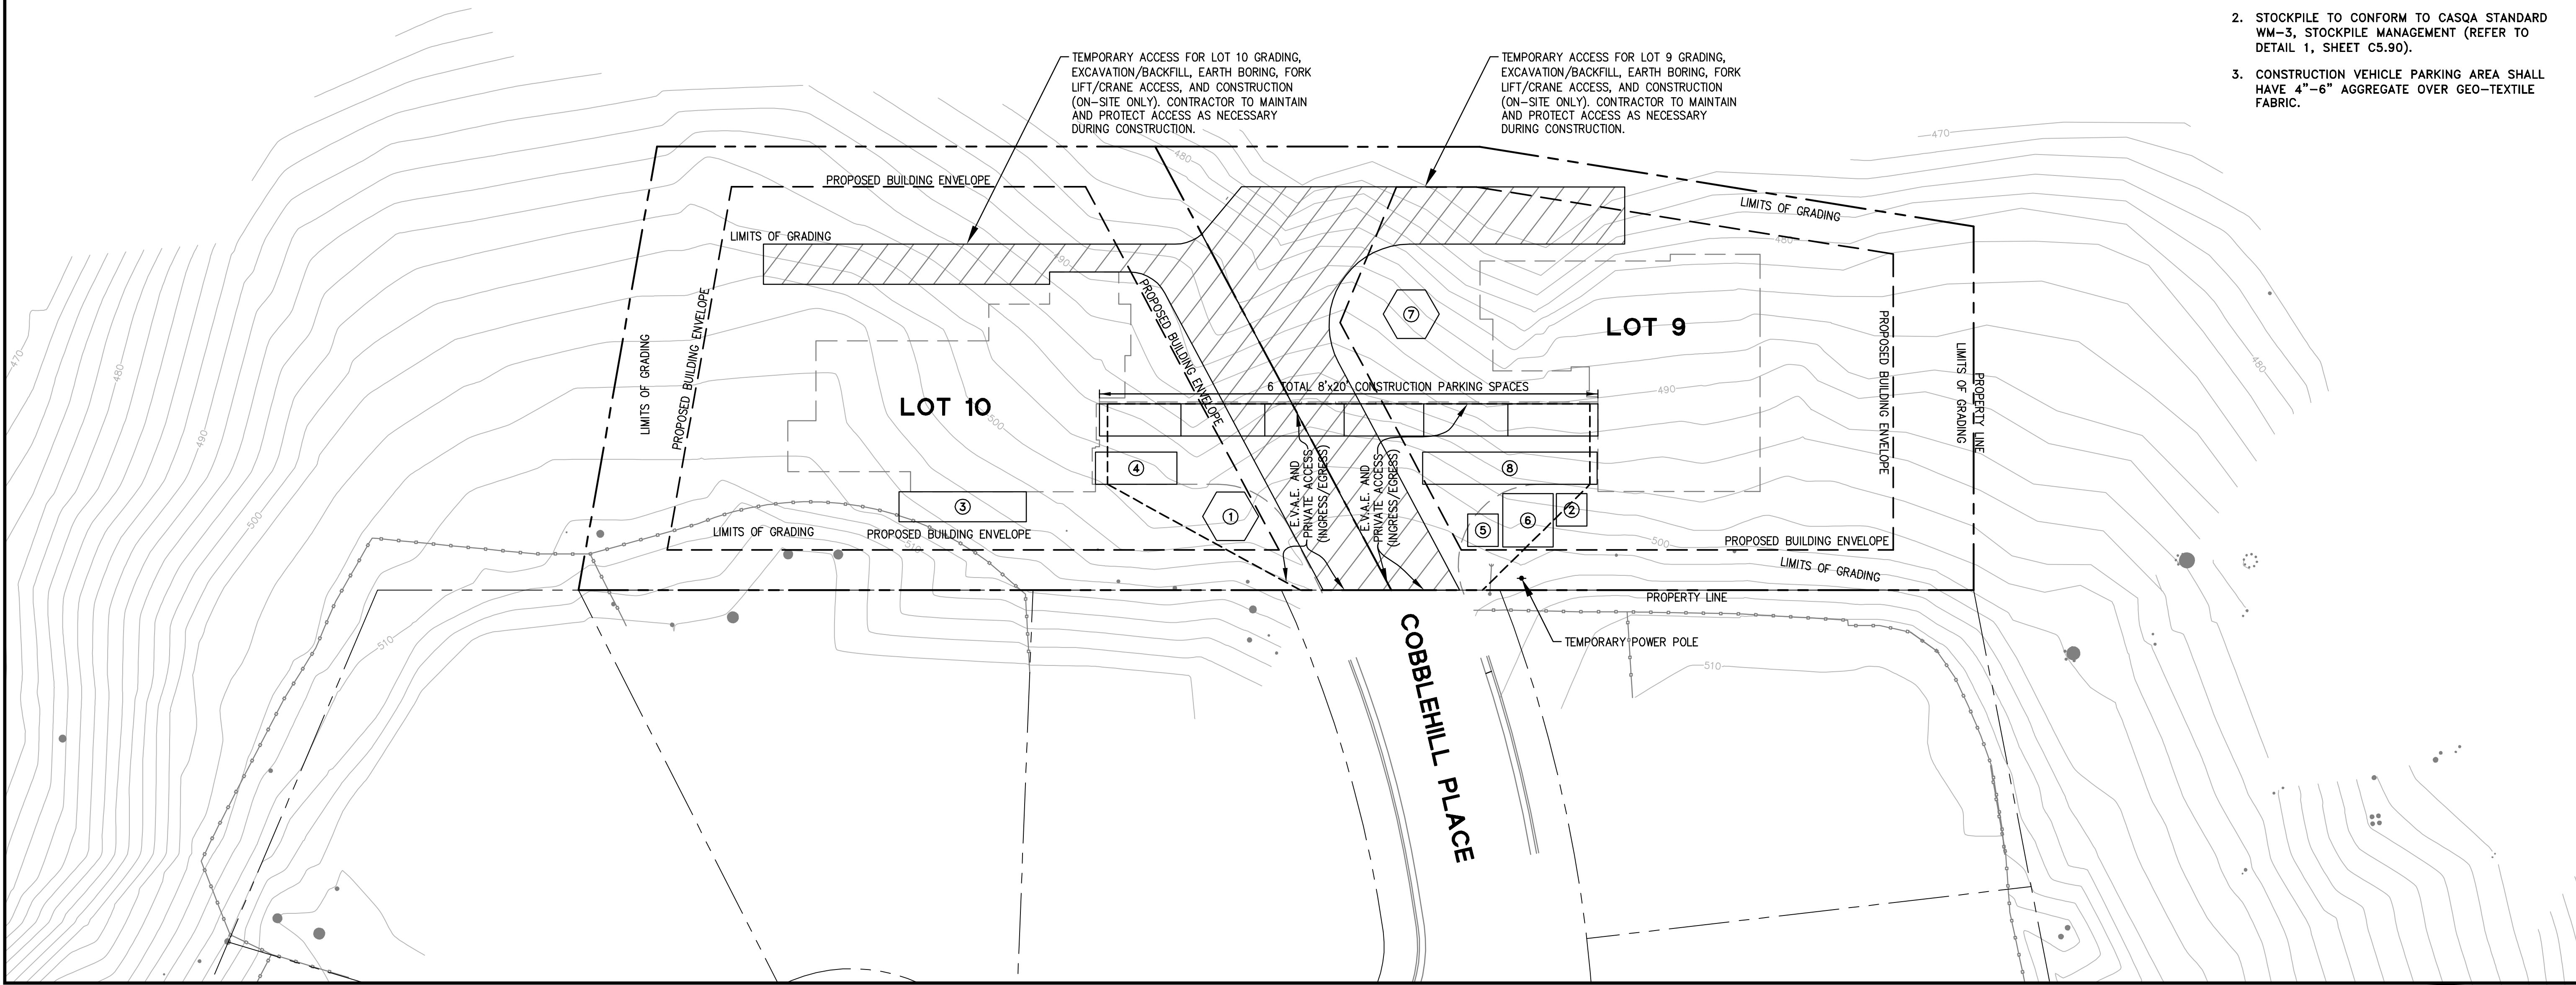 2. STOCKPILE TO CONFORM TO CASQA STANDARD
WM-3, STOCKPILE MANAGEMENT (REFER TO
DETAIL 1, SHEET C5.90).
3. CONSTRUCTION VEHICLE PARKING AREA SHALL
HAVE 4"-6" AGGREGATE OVER GEO-TEXTILE
FABRIC.
TEMPORARY ACCESS FOR LOT 10 GRADING,
EXCAVATION/BACKFILL, EARTH BORING, FORK
LIFT/CRANE ACCESS, AND CONSTRUCTION
(ON-SITE ONLY). CONTRACTOR TO MAINTAIN
AND PROTECT ACCESS AS NECESSARY
DURING CONSTRUCTION.
TEMPORARY ACCESS FOR LOT 9 GRADING,
EXCAVATION/BACKFILL, EARTH BORING, FORK
LIFT/CRANE ACCESS, AND CONSTRUCTION
(ON-SITE ONLY). CONTRACTOR TO MAINTAIN
AND PROTECT ACCESS AS NECESSARY
DURING CONSTRUCTION.
470
480
PROPOSED BUILDING ENVELOPE
LIMITS OF GRADING
LIMITS OF GRADING
480
490
PROPOSED BUILDING ENVELOPE
PROPOSED BUILDING ENVELOPE
LIMITS OF GRADING
7
LOT 9
PROPOSED BUILDING ENVELOPE
LIMITS OF GRADING
PROPERTY LINE
470
480
480
490
500
6 TOTAL 8'x20' CONSTRUCTION PARKING SPACES
490
LOT 10
500
4
8
3
1
E.V.A.E. AND
PRIVATE ACCESS
(INGRESS/EGRESS)
E.V.A.E. AND
PRIVATE ACCESS
(INGRESS/EGRESS)
5
6
2
LIMITS OF GRADING
PROPOSED BUILDING ENVELOPE
510
500
PROPOSED BUILDING ENVELOPE
LIMITS OF GRADING
PROPERTY LINE
510
TEMPORARY POWER POLE
510
COBBLEHILL PLACE